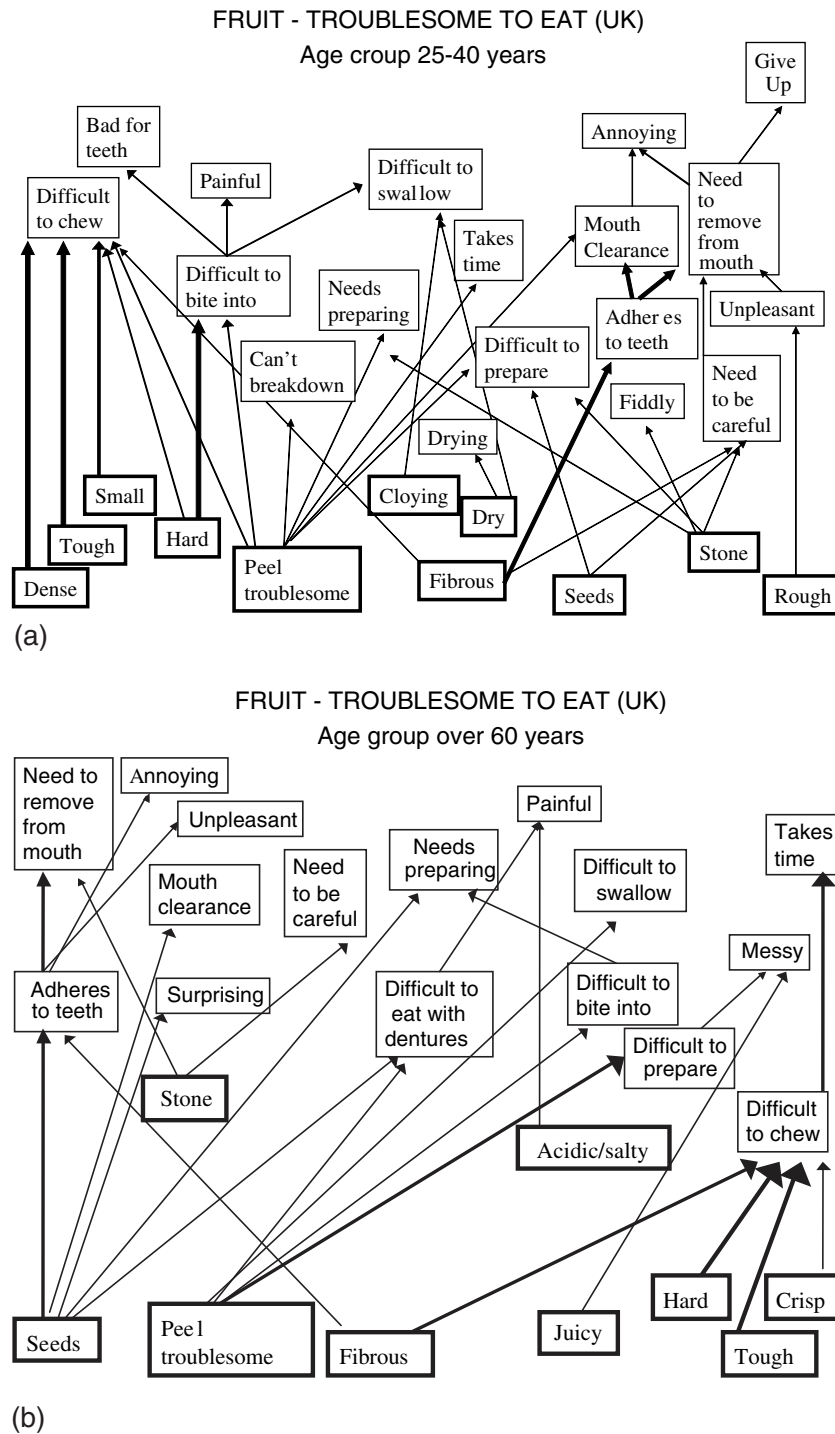 FRUIT - TROUBLESOME TO EAT (UK)
Age croup 25-40 years
Give
Up
Bad for
teeth
Annoying
Painful
Difficult to
swallow
Need
to
remove
from
mouth
Difficult
to chew
Mouth
Clearance
Takes
time
Difficult to
bite into
Needs
preparing
Unpleasant
Adher es
to teeth
Difficult to
prepare
Can't
breakdown
Need
to be
careful
Fiddly
Drying
Small
Cloying
Dry
Hard
Tough
Stone
Peel
troublesome
Dense
Fibrous
Seeds
Rough
(a)
FRUIT - TROUBLESOME TO EAT (UK)
Age group over 60 years
Need to
remove
from
mouth
Annoying
Unpleasant
Painful
Takes
time
Needs
preparing
Need
to be
careful
Difficult to
swallow
Mouth
clearance
Messy
Adheres
to teeth
Surprising
Difficult to
eat with
dentures
Difficult to
bite into
Difficult to
prepare
Stone
Difficult
to chew
Acidic/salty
Hard
Crisp
Seeds
Peel
troublesome
Fibrous
Juicy
Tough
(b)